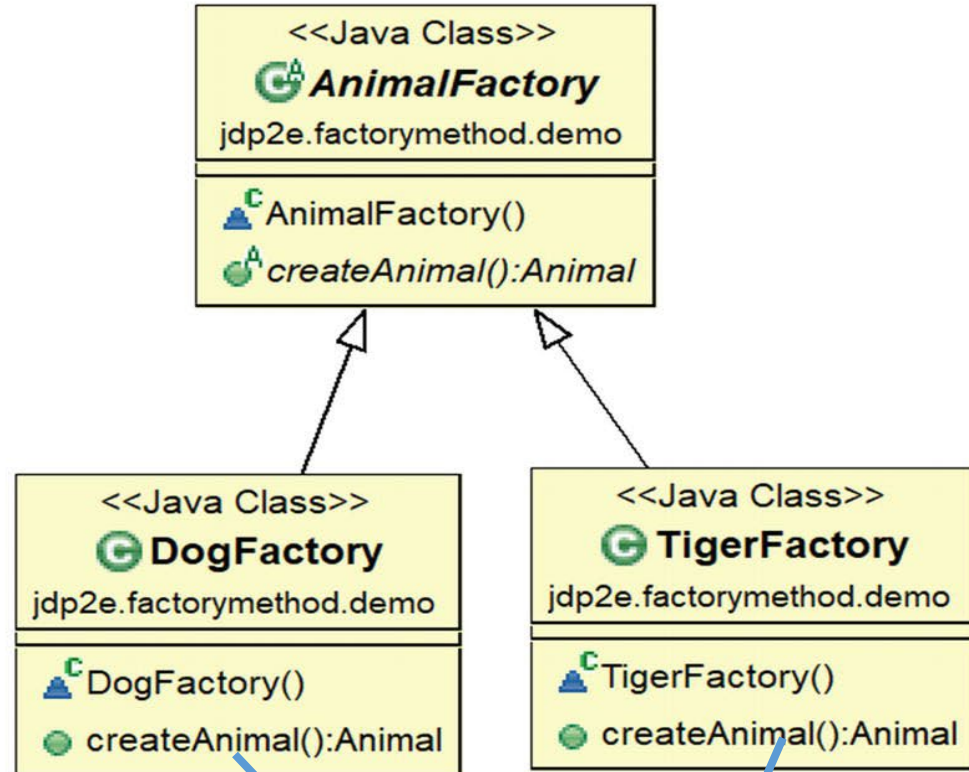 <<Java Class>>
AnimalFactory
jdp2e.factorymethod.demo
AnimalFactory()
createAnimal():Animal
<<Java Class>>
DogFactory
jdp2e.factorymethod.demo
DogFactory()
createAnimal():Animal
<<Java Class>>
TigerFactory
jdp2e.factorymethod.demo
TigerFactory()
createAnimal():Animal